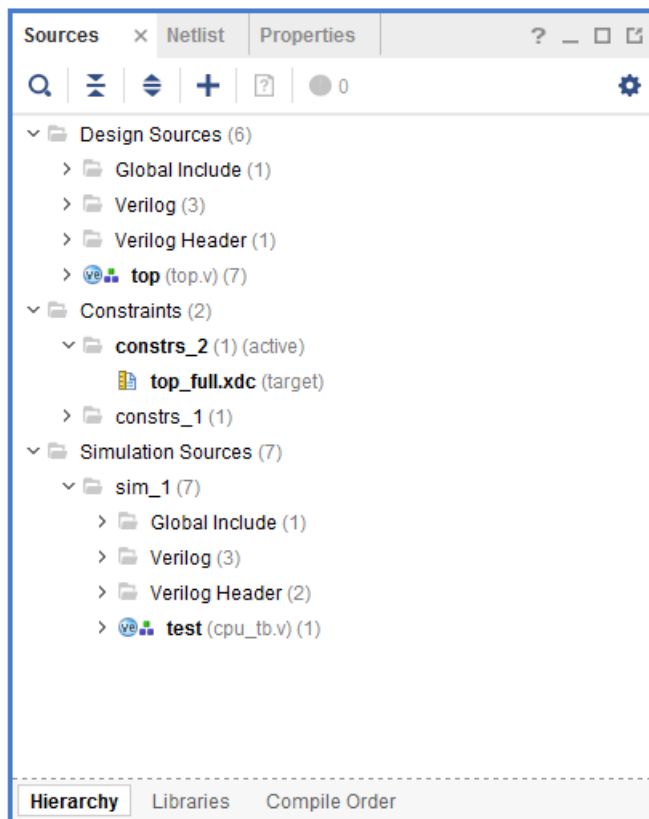 Sources × Netlist Properties ? _
0
Design Sources (6)
Global Include (1)
Verilog (3)
Verilog Header (1)
top (top.v) (7)
Constraints (2)
constrs_2 (1) (active)
top_full.xdc (target)
constrs_1 (1)
Simulation Sources (7)
sim_1 (7)
Global Include (1)
Verilog (3)
Verilog Header (2)
test (cpu_tb.v) (1)
Hierarchy Libraries Compile Order